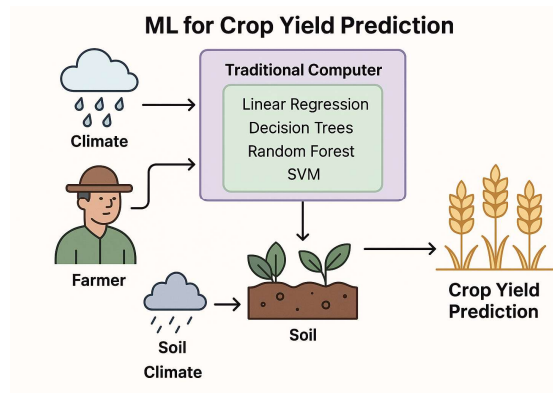 ML for Crop Yield Prediction
Traditional Computer
Linear Regression
Decision Trees
Random Forest
SVM
Climate
Farmer
Soil
Climate
Soil
Crop Yield
Prediction